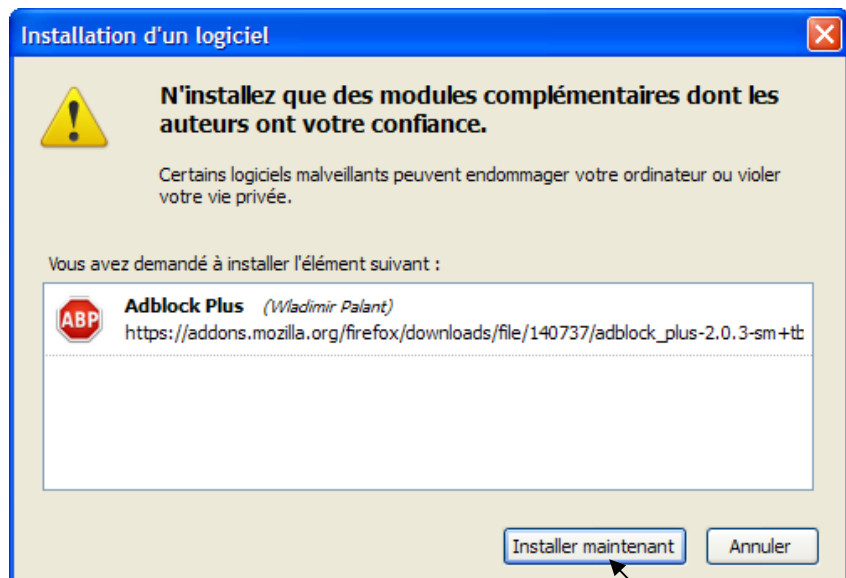 Installation d'un logiciel
N'installez que des modules complémentaires dont les
auteurs ont votre confiance.
Certains logiciels malveillants peuvent endommager votre ordinateur ou violer
votre vie privée.
Vous avez demandé à installer l'élément suivant :
ABP
Adblock Plus (Wladimir Palant)
https://addons.mozilla.org/firefox/downloads/file/140737/adblock_plus-2.0.3-sm+tb
Installer maintenant
Annuler